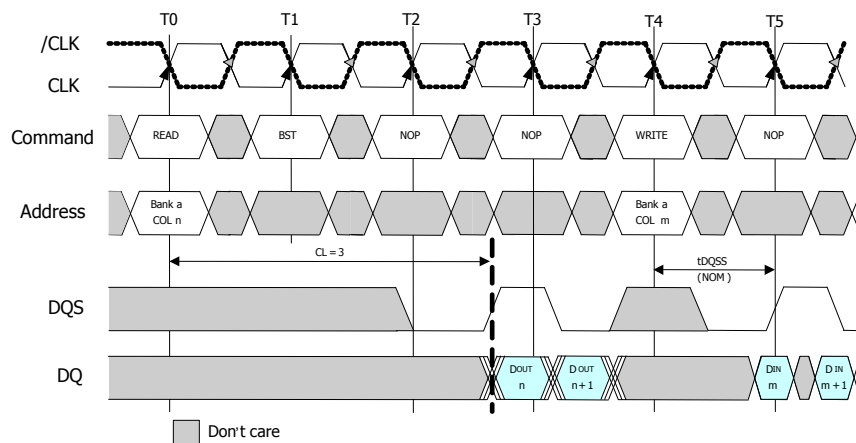 T0 T1 T2 T3 T4 T5
/CLK
CLK
Command READ BST NOP NOP WRITE NOP
Address Bank a COL n Bank a COL m
CL = 3 tDQSS (NOM)
DQS
DQ DOUT n DOUT n+1 DIN m DIN m+1
Don't care